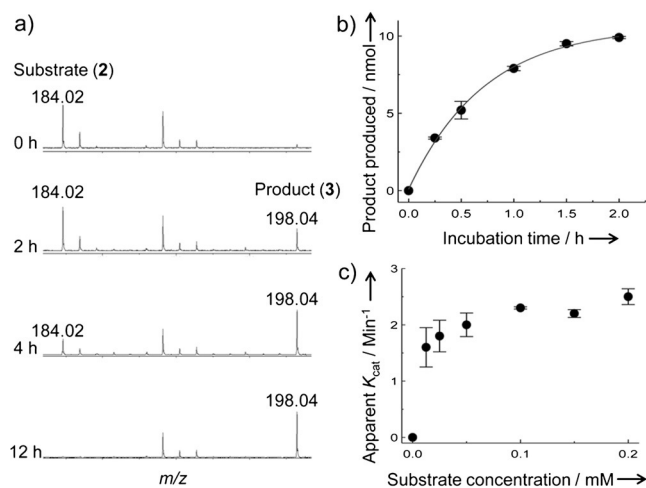 a)
Substrate (2)
184.02
0 h
Product (3)
184.02
198.04
2 h
198.04
184.02
4 h
198.04
12 h
m/z
b)
Product produced / nmol
10
5
0
0.0 0.5 1.0 1.5 2.0
Incubation time / h
c)
Apparent Kcat / Min-1
3
2
1
0
0.0 0.1 0.2
Substrate concentration / mM